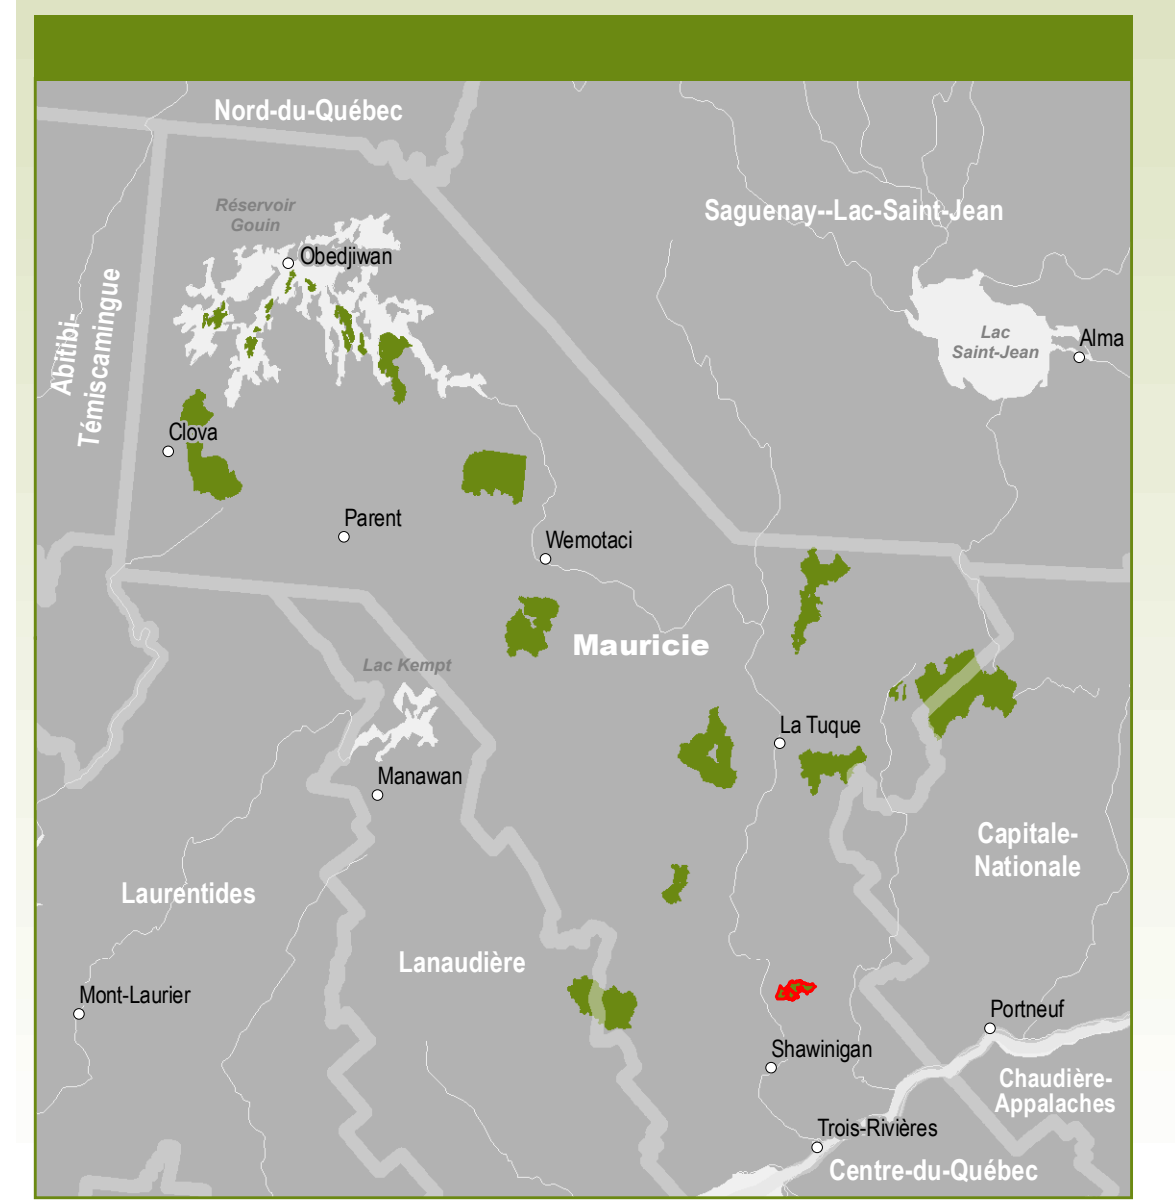 Nord-du-Québec
Réservoir
Gouin
Saguenay--Lac-Saint-Jean
Obedjiwan
Abitibi-
Témiscamingue
Lac
Saint-Jean
Alma
Clova
Parent
Wemotaci
Mauricie
Lac Kempt
La Tuque
Manawan
Capitale-
Nationale
Laurentides
Lanaudière
Mont-Laurier
Portneuf
Shawinigan
Chaudière-
Appalaches
Trois-Rivières
Centre-du-Québec